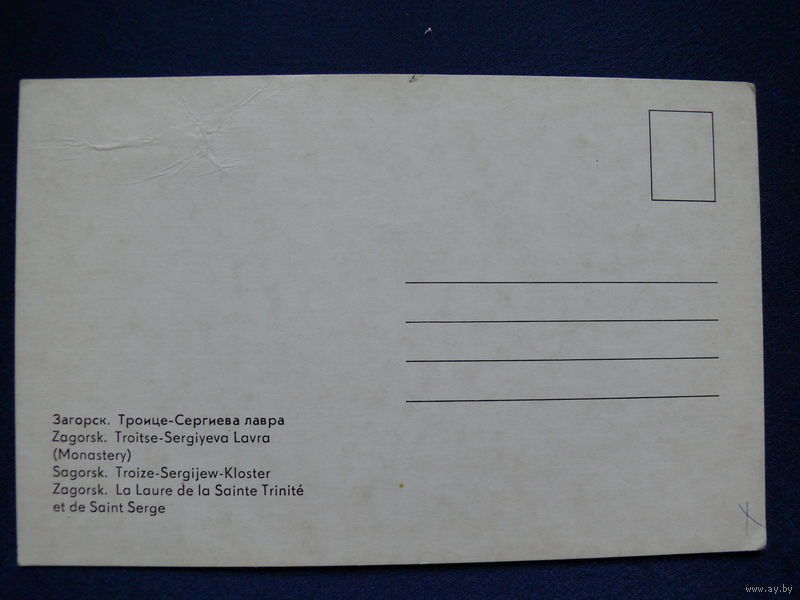 Загорск. Троице-Сергиева лавра
Zagorsk. Troitse-Sergiyeva Lavra
(Monastery)
Sagorsk. Troize-Sergijew-Kloster
Zagorsk. La Laure de la Sainte Trinité
et de Saint Serge
www.ay.by